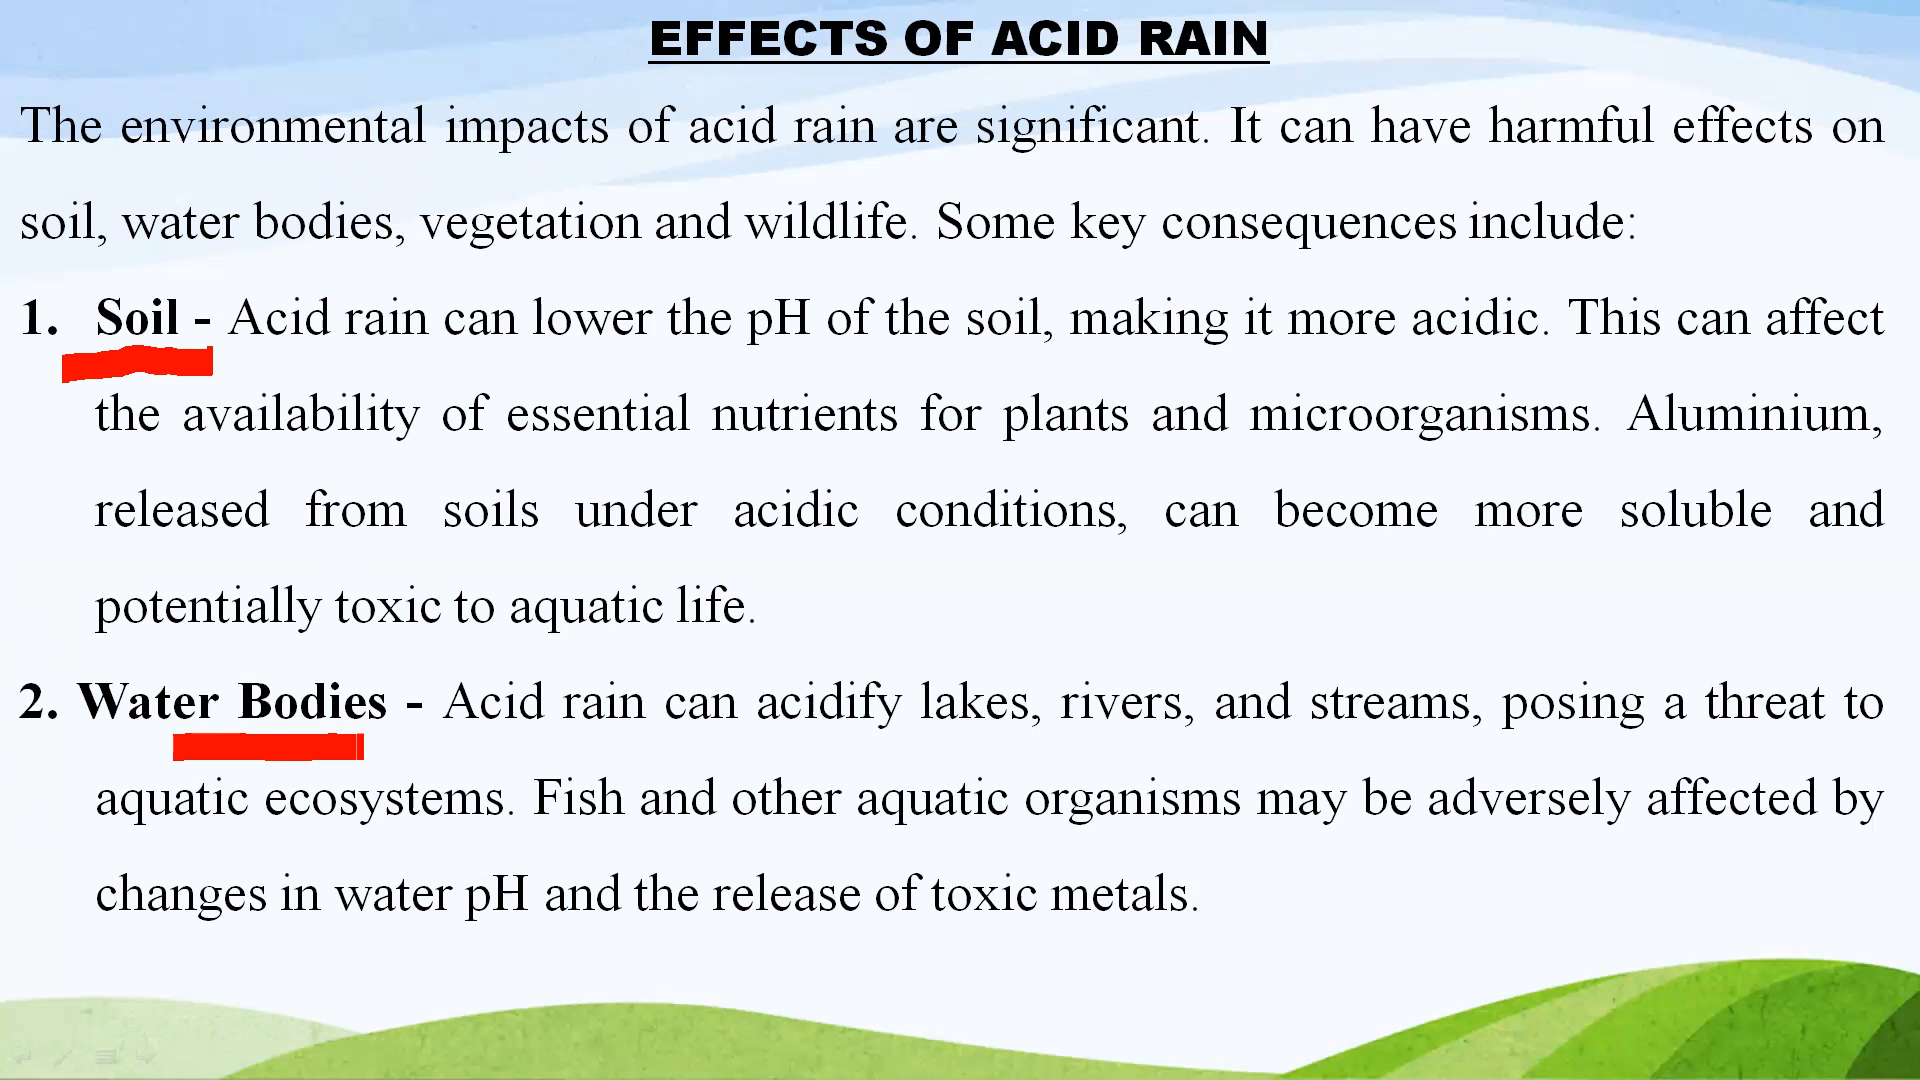 EFFECTS OF ACID RAIN
The environmental impacts of acid rain are significant. It can have harmful effects on
soil, water bodies, vegetation and wildlife. Some key consequences include:
1. Soil - Acid rain can lower the pH of the soil, making it more acidic. This can affect
the availability of essential nutrients for plants and microorganisms. Aluminium,
released from soils under acidic conditions, can become more soluble and
potentially toxic to aquatic life.
2. Water Bodies - Acid rain can acidify lakes, rivers, and streams, posing a threat to
aquatic ecosystems. Fish and other aquatic organisms may be adversely affected by
changes in water pH and the release of toxic metals.